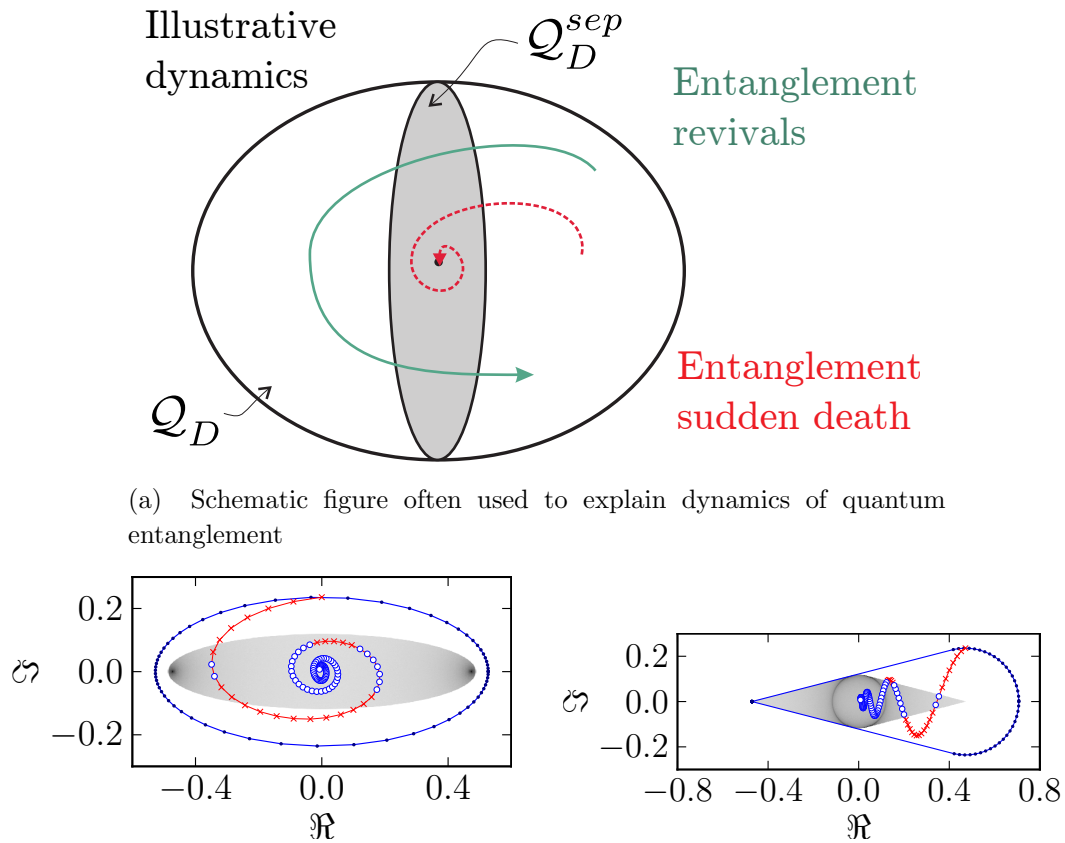 Illustrative
dynamics
𝒬_D^{sep}
Entanglement
revivals
Entanglement
sudden death
𝒬_D
(a) Schematic figure often used to explain dynamics of quantum
entanglement
0.2
0.0
−0.2
ℑ
−0.4 0.0 0.4
ℜ
0.2
0.0
−0.2
ℑ
−0.8 −0.4 0.0 0.4 0.8
ℜ